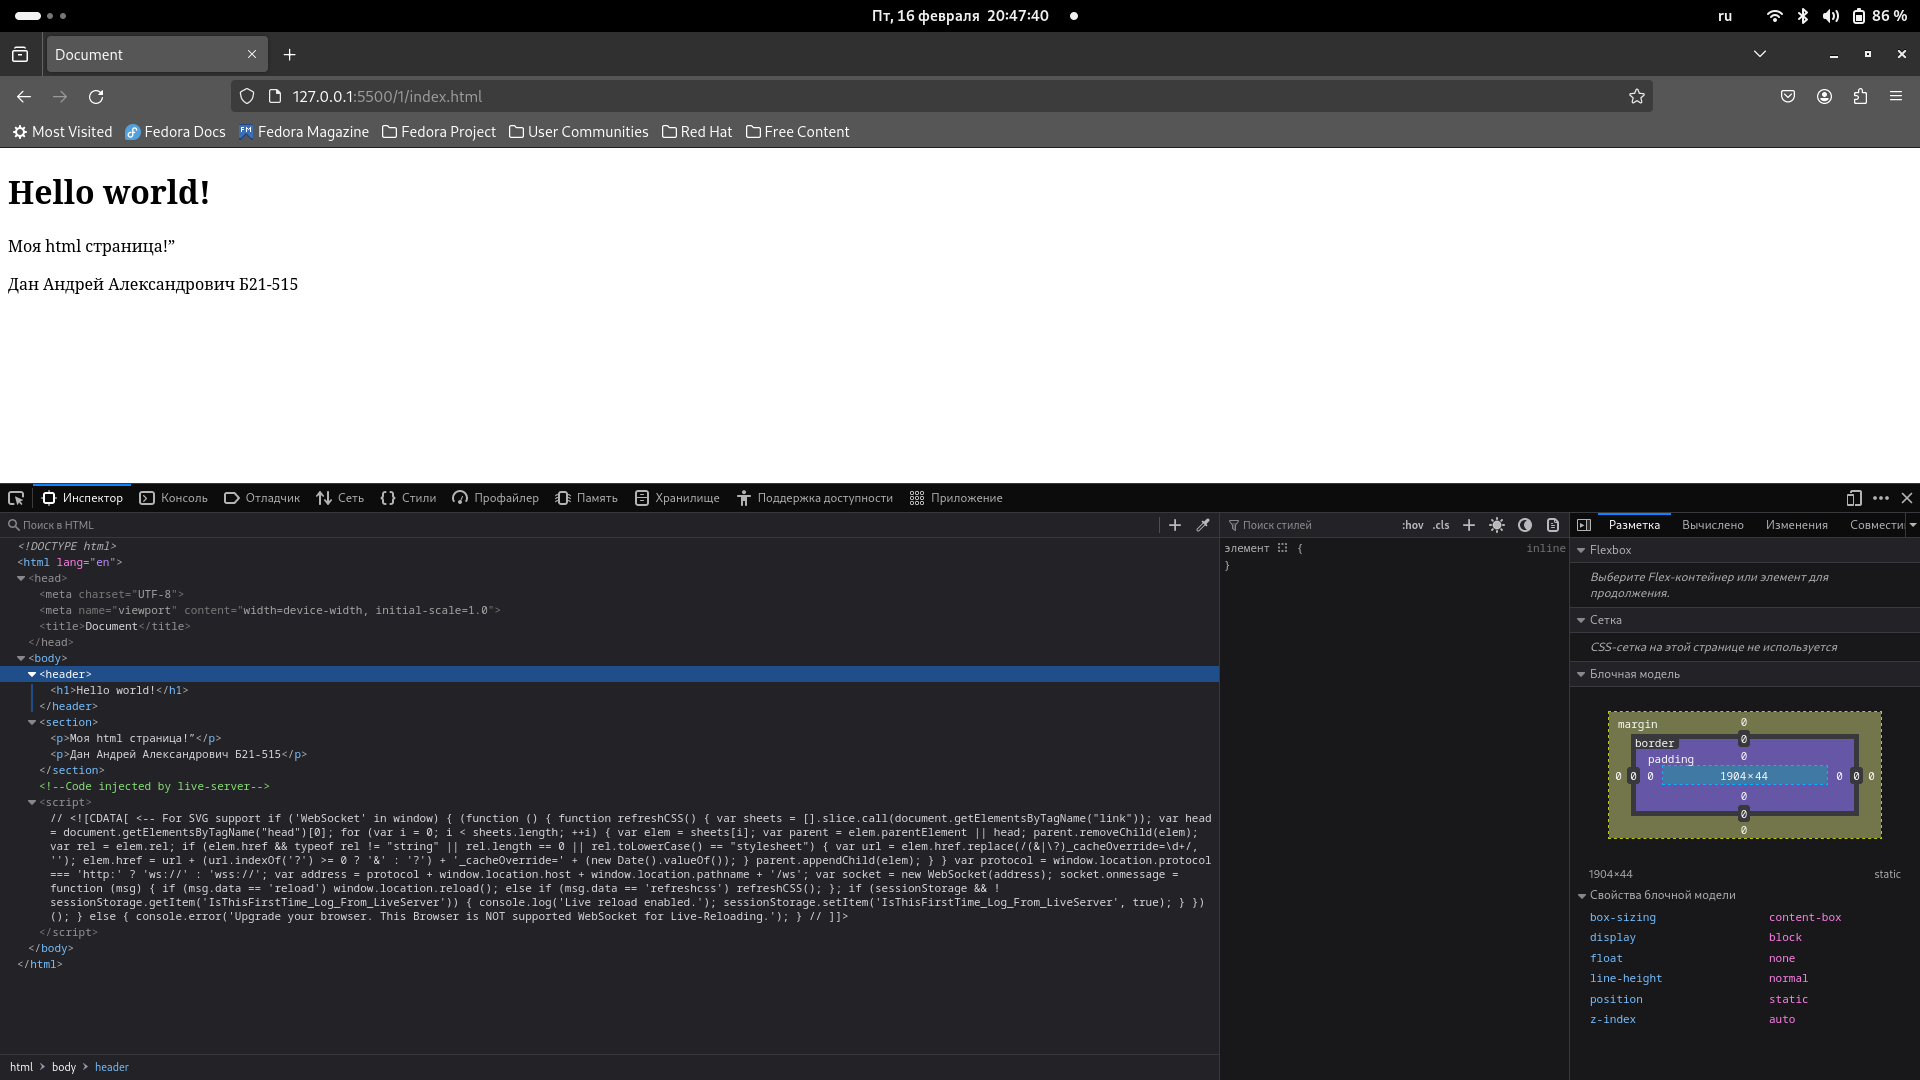 Пт, 16 февраля 20:47:40
ru
86 %
Document
127.0.0.1:5500/1/index.html
Most Visited Fedora Docs Fedora Magazine Fedora Project User Communities Red Hat Free Content
Hello world!
Моя html страница!”
Дан Андрей Александрович Б21-515
Инспектор Консоль Отладчик Сеть Стили Профайлер Память Хранилище Поддержка доступности Приложение
Поиск в HTML
<!DOCTYPE html>
<html lang="en">
<head>
<meta charset="UTF-8">
<meta name="viewport" content="width=device-width, initial-scale=1.0">
<title>Document</title>
</head>
<body>
<header>
<h1>Hello world!</h1>
</header>
<section>
<p>Моя html страница!”</p>
<p>Дан Андрей Александрович Б21-515</p>
</section>
<!--Code injected by live-server-->
<script>
// <![CDATA[ <-- For SVG support if ('WebSocket' in window) { (function () { function refreshCSS() { var sheets = [].slice.call(document.getElementsByTagName("link")); var head
= document.getElementsByTagName("head")[0]; for (var i = 0; i < sheets.length; ++i) { var elem = sheets[i]; var parent = elem.parentElement || head; parent.removeChild(elem);
var rel = elem.rel; if (elem.href && typeof rel != "string" || rel.length == 0 || rel.toLowerCase() == "stylesheet") { var url = elem.href.replace(/(&|\?)_cacheOverride=\d+/,
''); elem.href = url + (url.indexOf('?') >= 0 ? '&' : '?') + '_cacheOverride=' + (new Date().valueOf()); } parent.appendChild(elem); } } var protocol = window.location.protocol
=== 'http:' ? 'ws://' : 'wss://'; var address = protocol + window.location.host + window.location.pathname + '/ws'; var socket = new WebSocket(address); socket.onmessage =
function (msg) { if (msg.data == 'reload') window.location.reload(); else if (msg.data == 'refreshcss') refreshCSS(); }; if (sessionStorage && !
sessionStorage.getItem('IsThisFirstTime_Log_From_LiveServer')) { console.log('Live reload enabled.'); sessionStorage.setItem('IsThisFirstTime_Log_From_LiveServer', true); } })
(); } else { console.error('Upgrade your browser. This Browser is NOT supported WebSocket for Live-Reloading.'); } // ]]>
</script>
</body>
</html>
html > body > header
Поиск стилей :hov .cls
элемент { inline
}
Разметка Вычислено Изменения Совмести
Flexbox
Выберите Flex-контейнер или элемент для
продолжения.
Сетка
CSS-сетка на этой странице не используется
Блочная модель
margin 0
border 0
padding 0
0 0 0 1904×44 0 0 0
0
0
0
1904×44 static
Свойства блочной модели
box-sizing content-box
display block
float none
line-height normal
position static
z-index auto